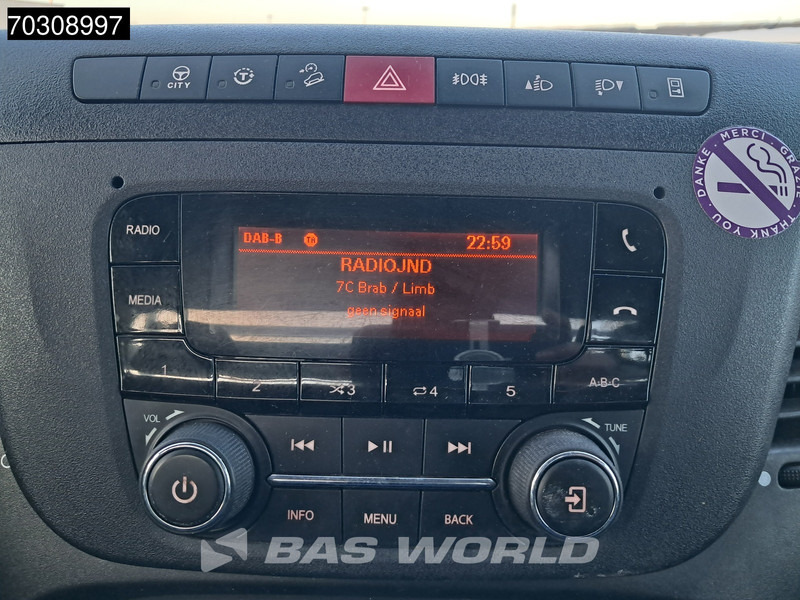 70308997
CITY
DANKE . MERCI . GRAZIE
THANK YOU
RADIO
DAB-B
22:59
RADIOJND
7C Brab / Limb
geen signaal
MEDIA
1
2
3
4
5
A-B-C
VOL
TUNE
INFO
MENU
BACK
BAS WORLD